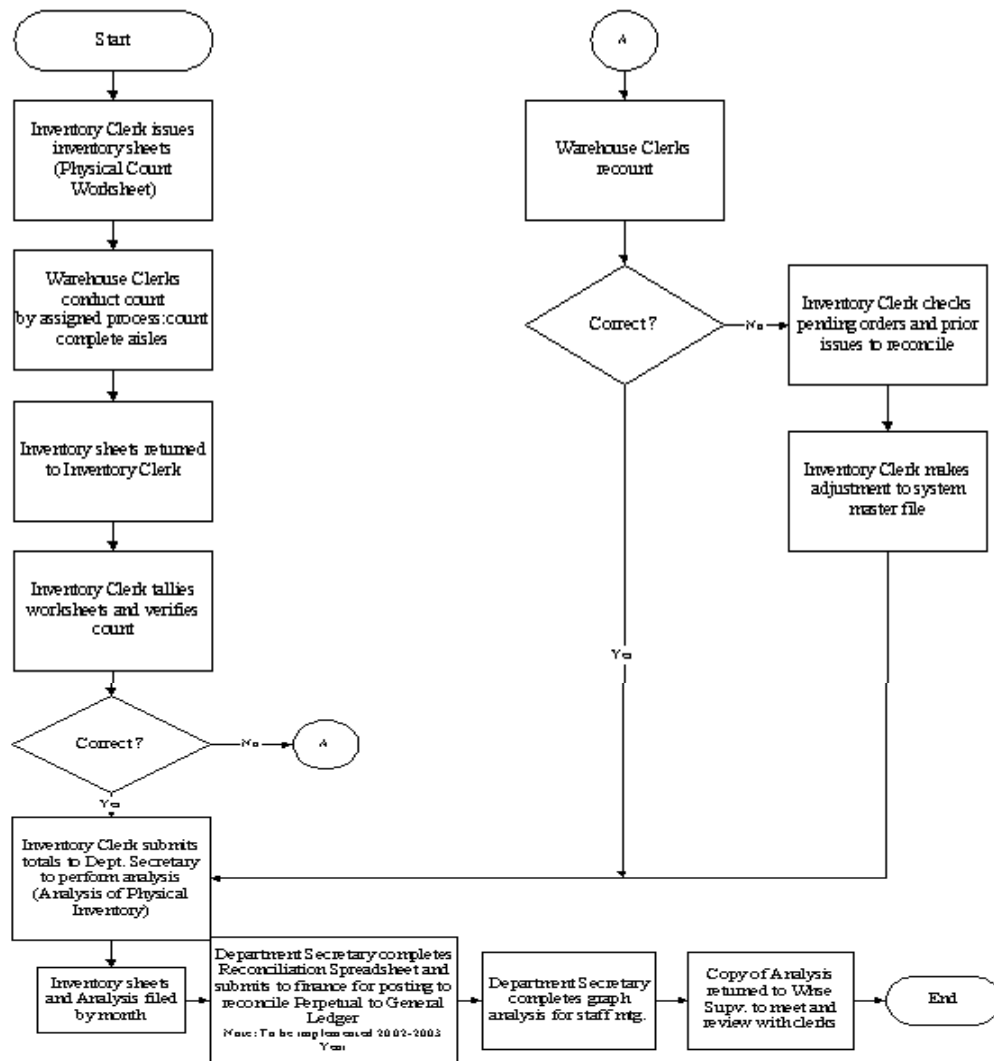 Start
Inventory Clerk issues
inventory sheets
(Physical Count
Worksheet)
Warehouse Clerks
conduct count
by assigned process:count
complete aisles
Inventory sheets returned
to Inventory Clerk
Inventory Clerk tallies
worksheets and verifies
count
Correct?
No
A
Yes
Inventory Clerk submits
totals to Dept. Secretary
to perform analysis
(Analysis of Physical
Inventory)
Inventory sheets
and Analysis filed
by month
Department Secretary completes
Reconciliation Spreadsheet and
submits to finance for posting to
reconcile Perpetual to General
Ledger
Note: To be implemented 2002-2003
Year
Department Secretary
completes graph
analysis for staff mtg.
Copy of Analysis
returned to Whse
Supv. to meet and
review with clerks
End
A
Warehouse Clerks
recount
Correct?
No
Yes
Inventory Clerk checks
pending orders and prior
issues to reconcile
Inventory Clerk makes
adjustment to system
master file